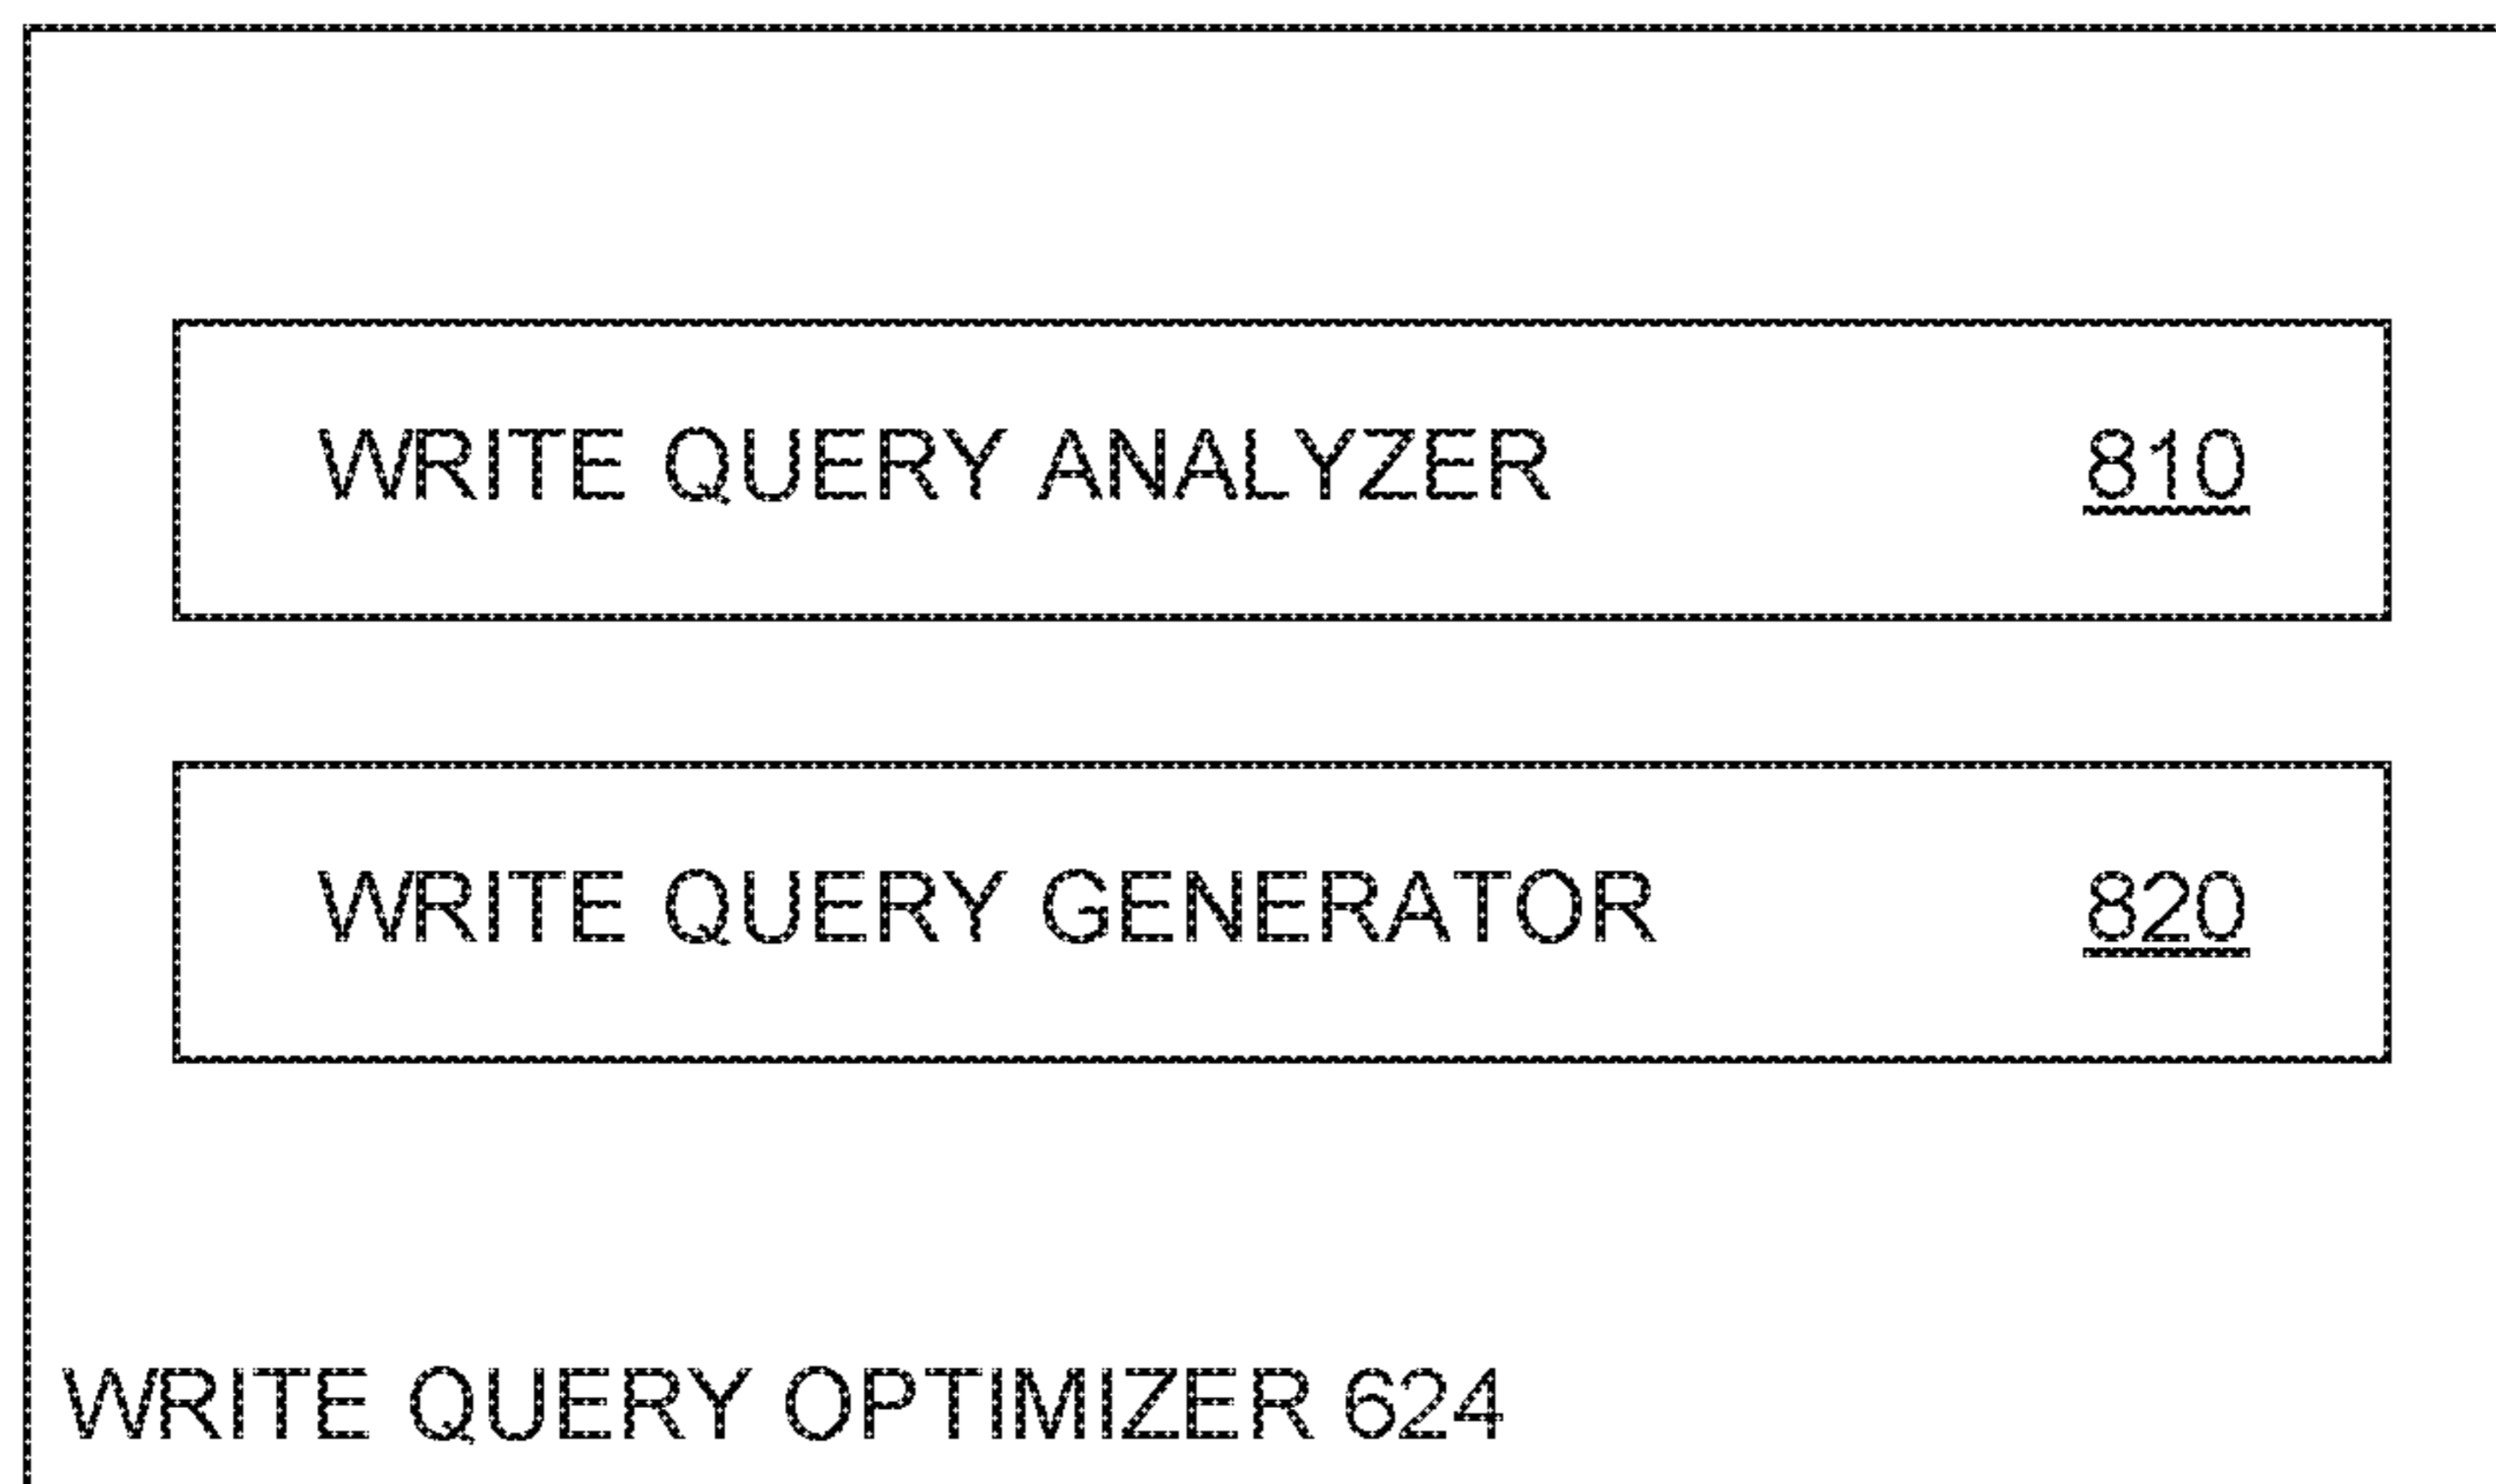 WRITE QUERY ANALYZER 810
WRITE QUERY GENERATOR 820
WRITE QUERY OPTIMIZER 624